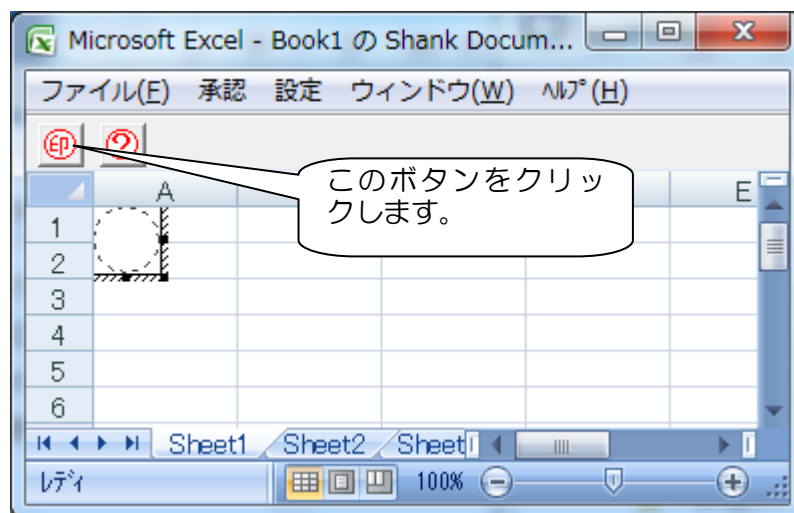 Microsoft Excel - Book1 の Shank Docum...
ファイル(F) 承認 設定 ウィンドウ(W) ﾍﾙﾌﾟ(H)
印 ?
このボタンをクリッ
クします。
A E
1
2
3
4
5
6
Sheet1 Sheet2 Sheet
ﾚﾃﾞｨ 100%